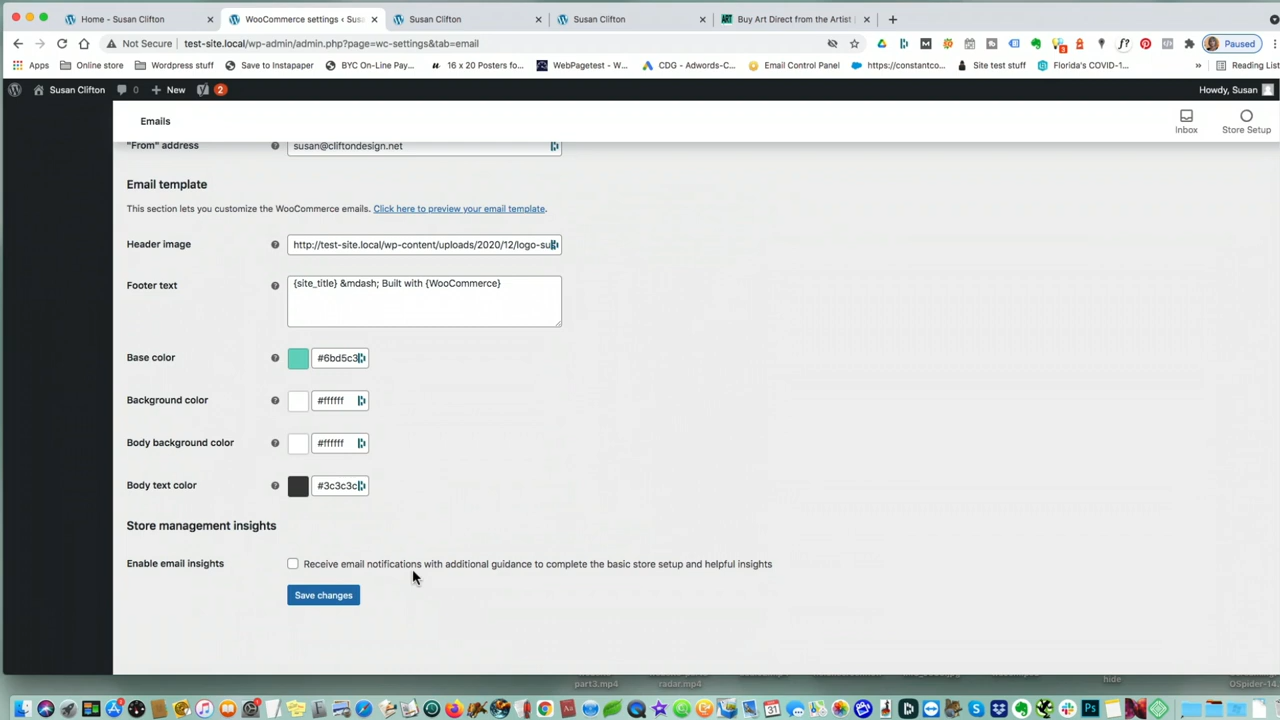 Home - Susan Clifton
WooCommerce settings ‹ Sus
Susan Clifton
Susan Clifton
Buy Art Direct from the Artist
Not Secure
test-site.local/wp-admin/admin.php?page=wc-settings&tab=email
Paused
Apps
Online store
Wordpress stuff
Save to Instapaper
BYC On-Line Pay...
16 x 20 Posters fo...
WebPagetest - W...
CDG - Adwords-C...
Email Control Panel
https://constantco...
Site test stuff
Florida's COVID-1...
»
Reading List
Susan Clifton
0
New
2
Howdy, Susan
Emails
Inbox
Store Setup
"From" address
susan@cliftondesign.net
Email template
This section lets you customize the WooCommerce emails. Click here to preview your email template.
Header image
http://test-site.local/wp-content/uploads/2020/12/logo-su
Footer text
{site_title} &mdash; Built with {WooCommerce}
Base color
#6bd5c3
Background color
#ffffff
Body background color
#ffffff
Body text color
#3c3c3c
Store management insights
Enable email insights
Receive email notifications with additional guidance to complete the basic store setup and helpful insights
Save changes
part3.mp4
radar.mp4
hide
OSpider-14.